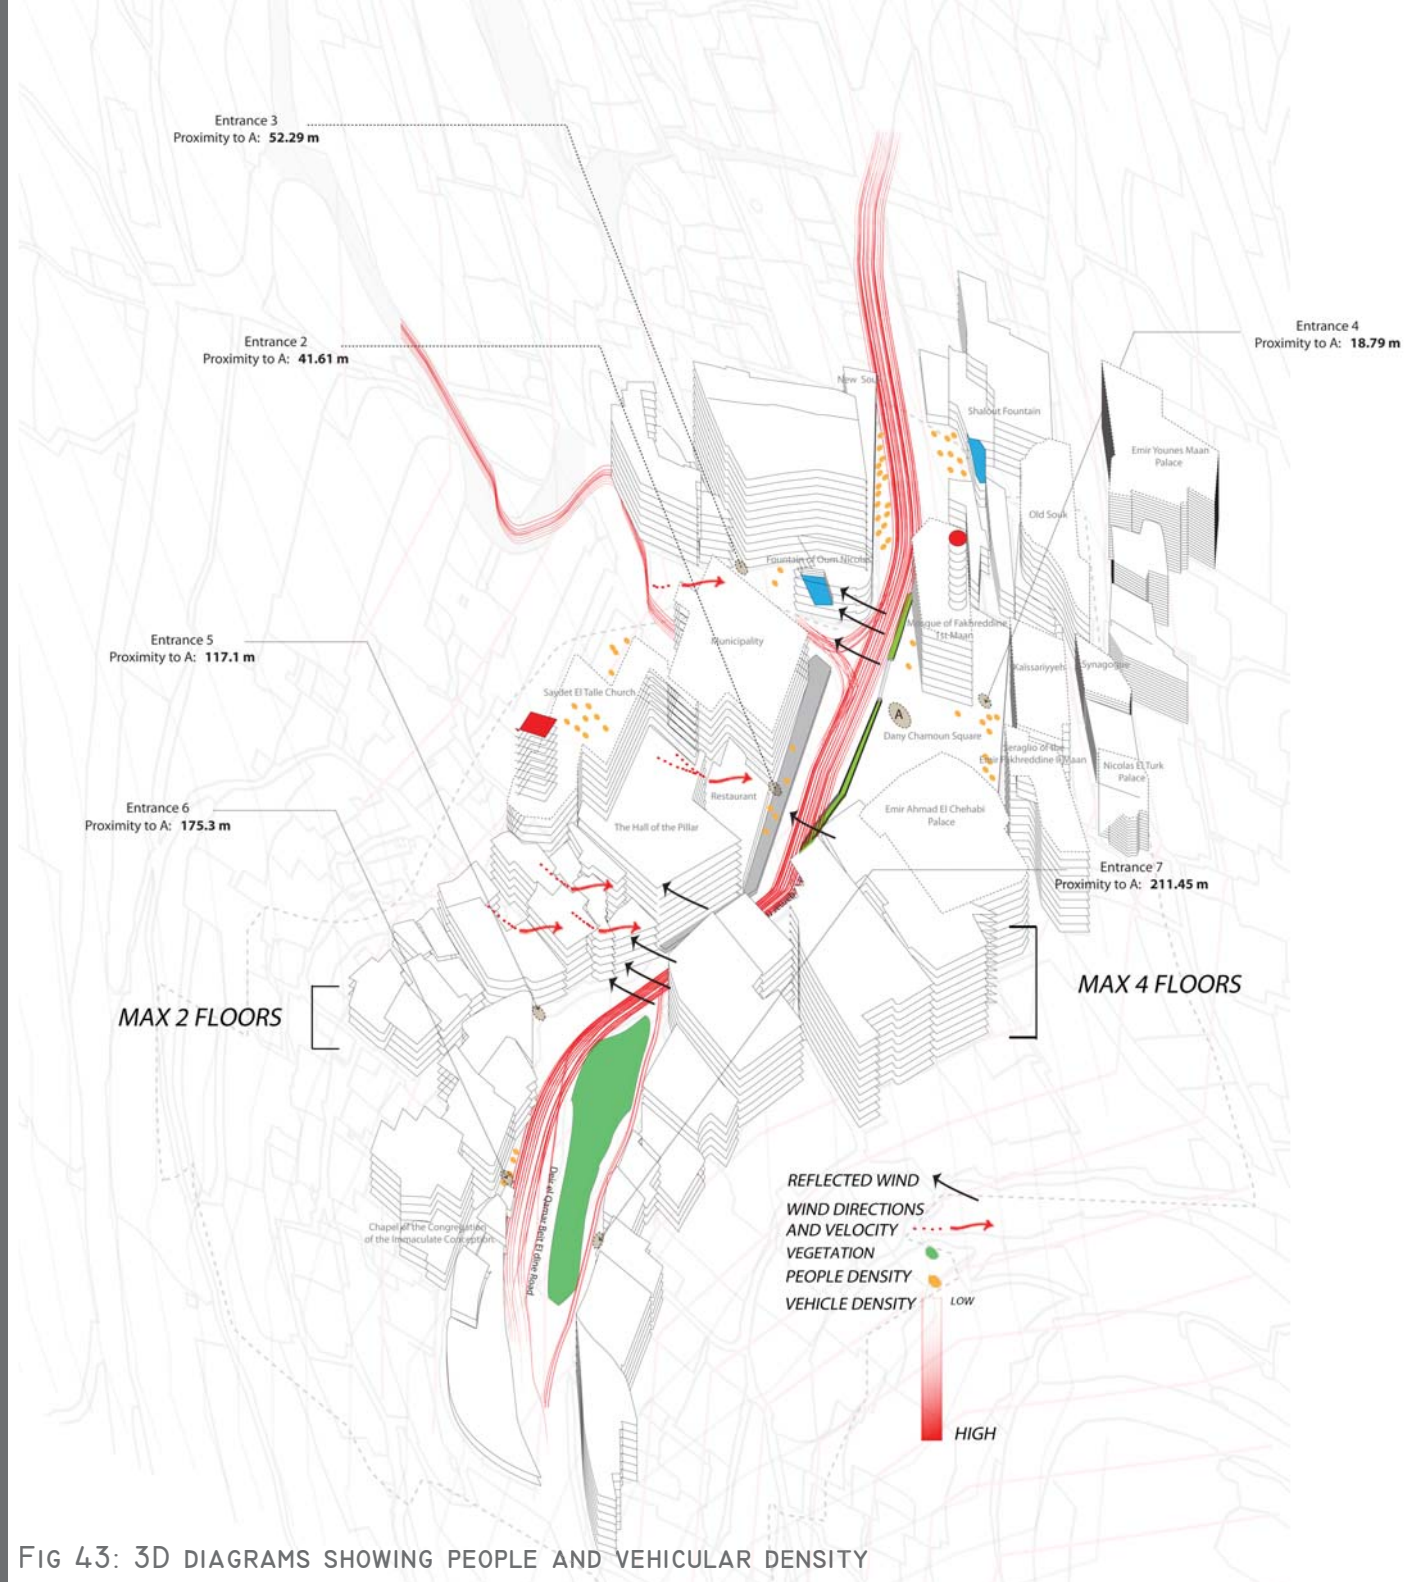 Entrance 3
Proximity to A: 52.29 m
Entrance 4
Proximity to A: 18.79 m
Entrance 2
Proximity to A: 41.61 m
New Sou
Shalout Fountain
Emir Younes Maan
Palace
Old Souk
Fountain of Oum Nicolas
Mosque of Fakhreddine
1st Maan
Municipality
Entrance 5
Proximity to A: 117.1 m
Kaissariyyeh
Synagogue
Saydet El Talle Church
A
Dany Chamoun Square
Seraglio of the
Emir Fakhreddine II Maan
Nicolas El Turk
Palace
Restaurant
Entrance 6
Proximity to A: 175.3 m
Emir Ahmad El Chehabi
Palace
The Hall of the Pillar
Entrance 7
Proximity to A: 211.45 m
MAX 4 FLOORS
MAX 2 FLOORS
Deir el Qamar Beit El dine Road
Chapel of the Congregation
of the Immaculate Conception
REFLECTED WIND
WIND DIRECTIONS
AND VELOCITY
VEGETATION
PEOPLE DENSITY
VEHICLE DENSITY
LOW
HIGH
FIG 43: 3D DIAGRAMS SHOWING PEOPLE AND VEHICULAR DENSITY